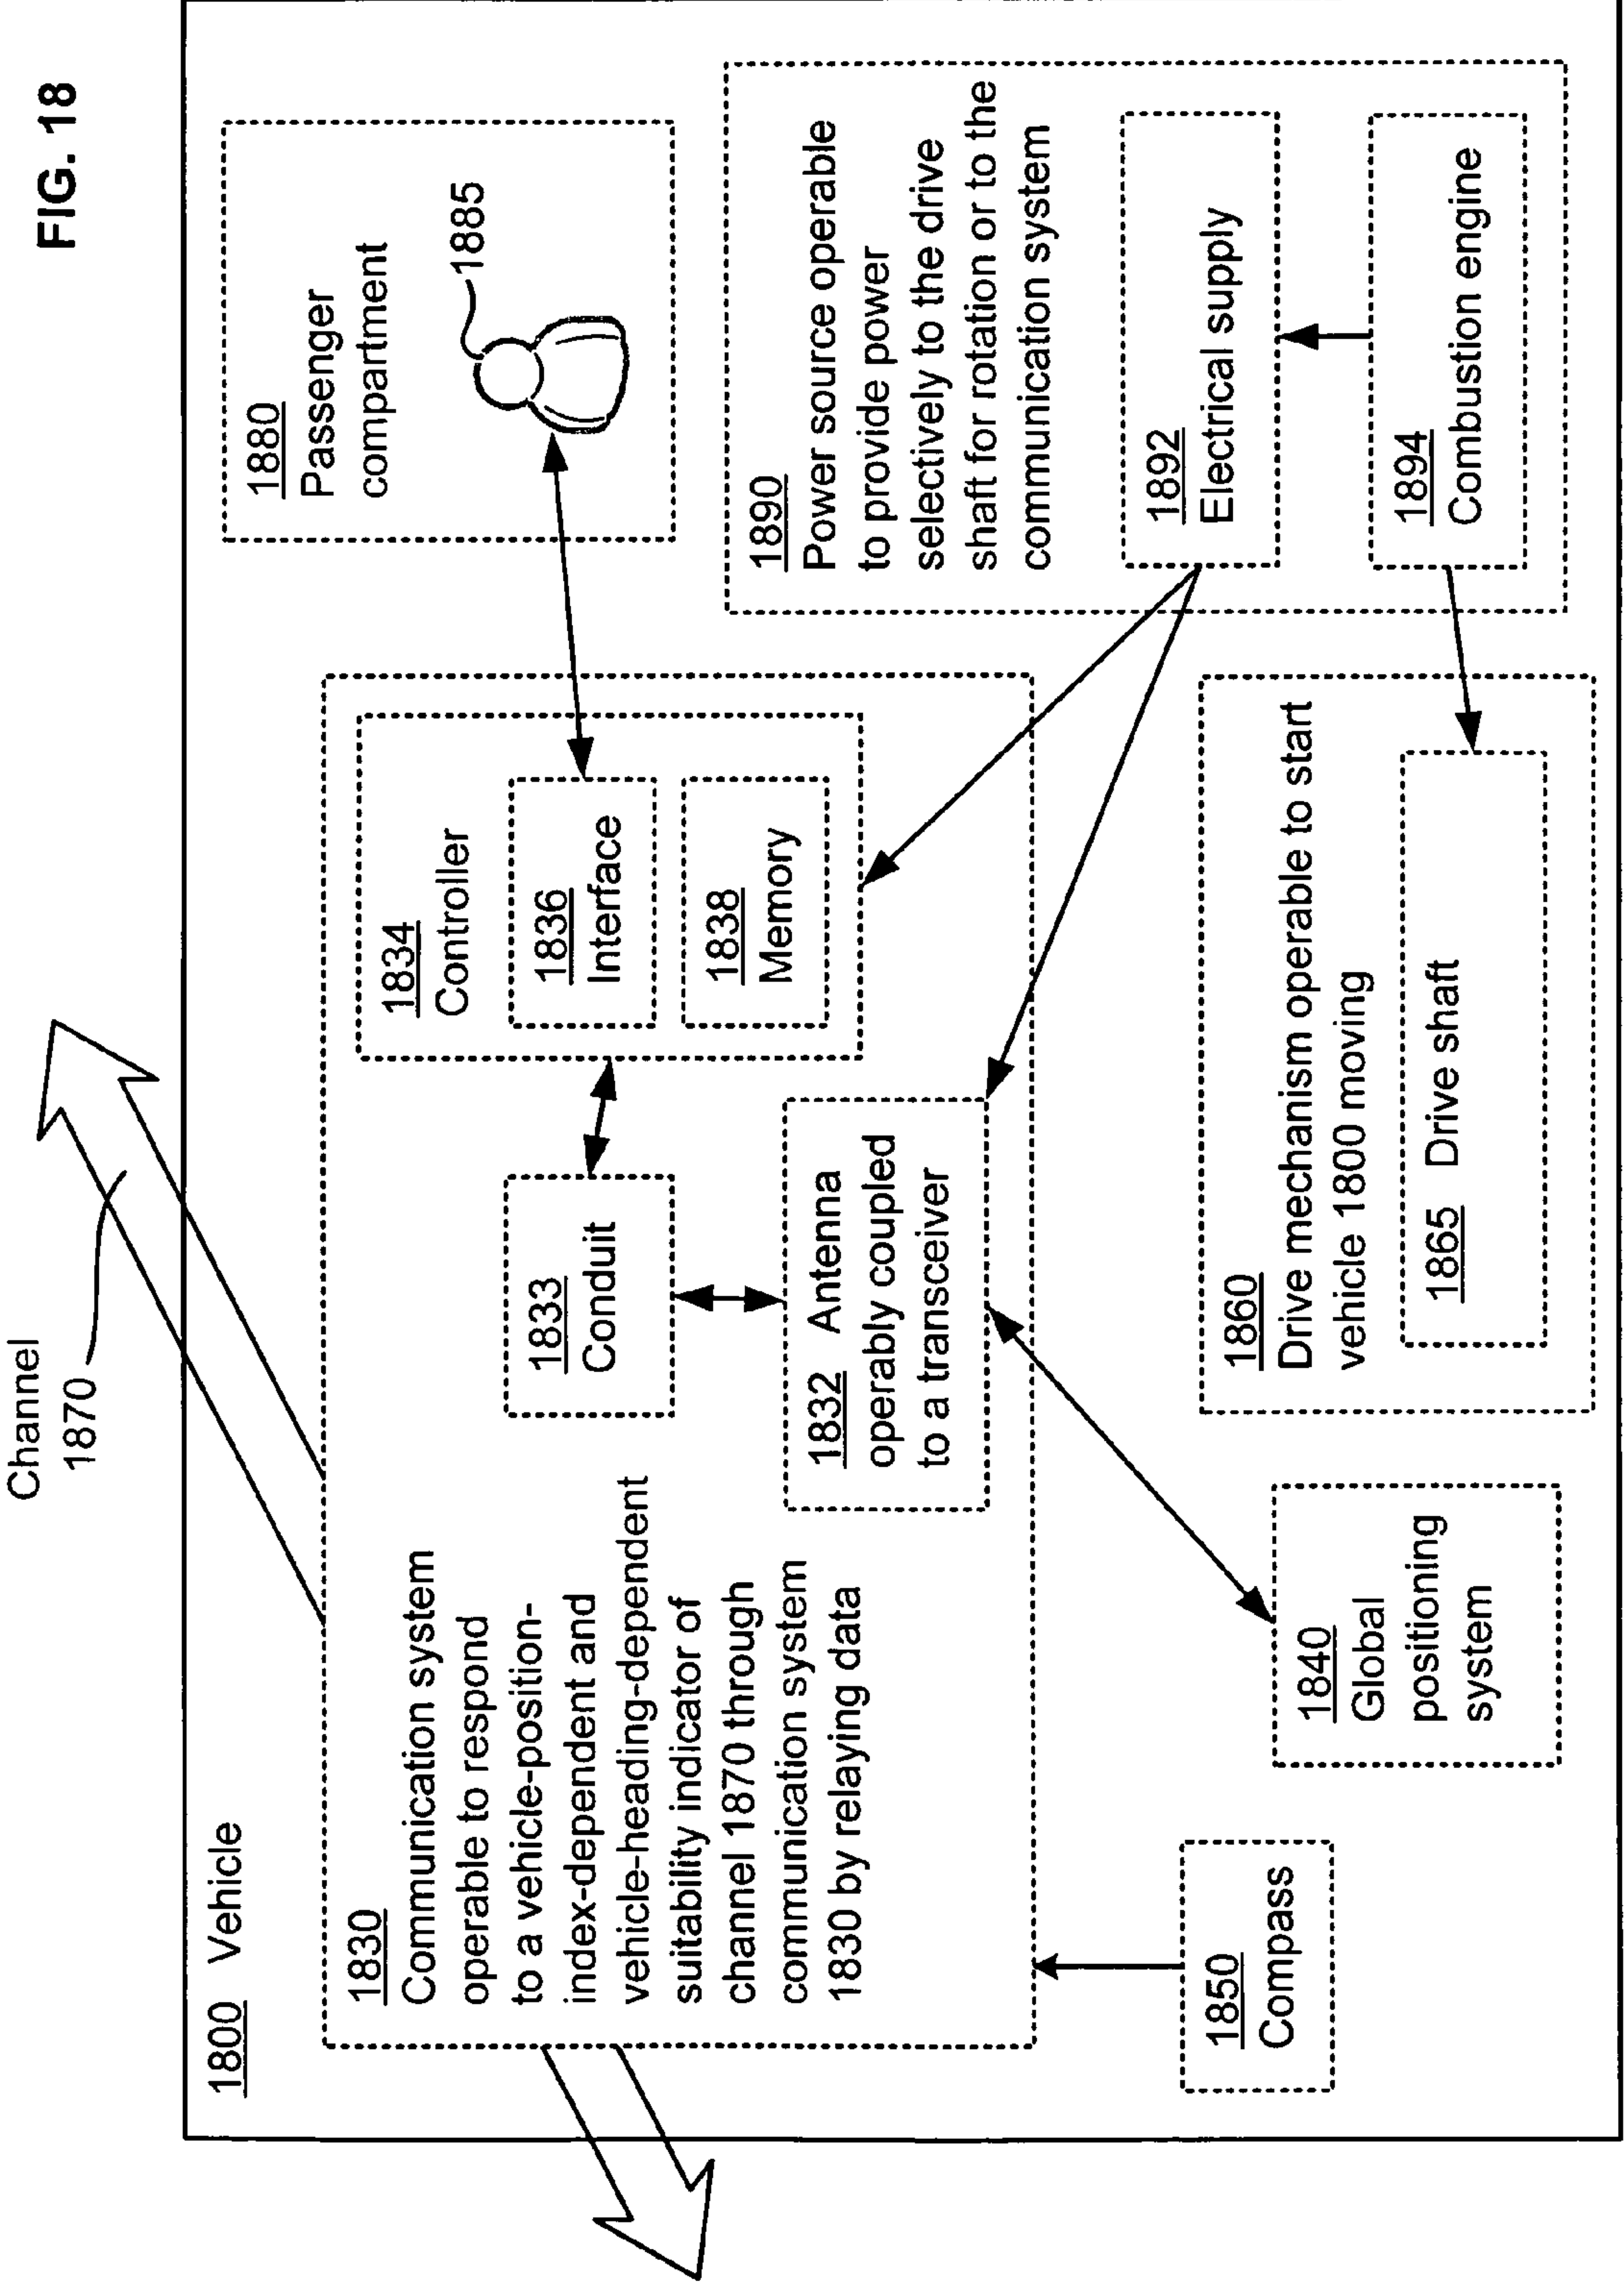 FIG. 18
Channel
1870
1800 Vehicle
1830
Communication system
operable to respond
to a vehicle-position-
index-dependent and
vehicle-heading-dependent
suitability indicator of
channel 1870 through
communication system
1830 by relaying data
1833
Conduit
1832 Antenna
operably coupled
to a transceiver
1834
Controller
1836
Interface
1838
Memory
1880
Passenger
compartment
1885
1890
Power source operable
to provide power
selectively to the drive
shaft for rotation or to the
communication system
1892
Electrical supply
1894
Combustion engine
1850
Compass
1840
Global
positioning
system
1860
Drive mechanism operable to start
vehicle 1800 moving
1865 Drive shaft